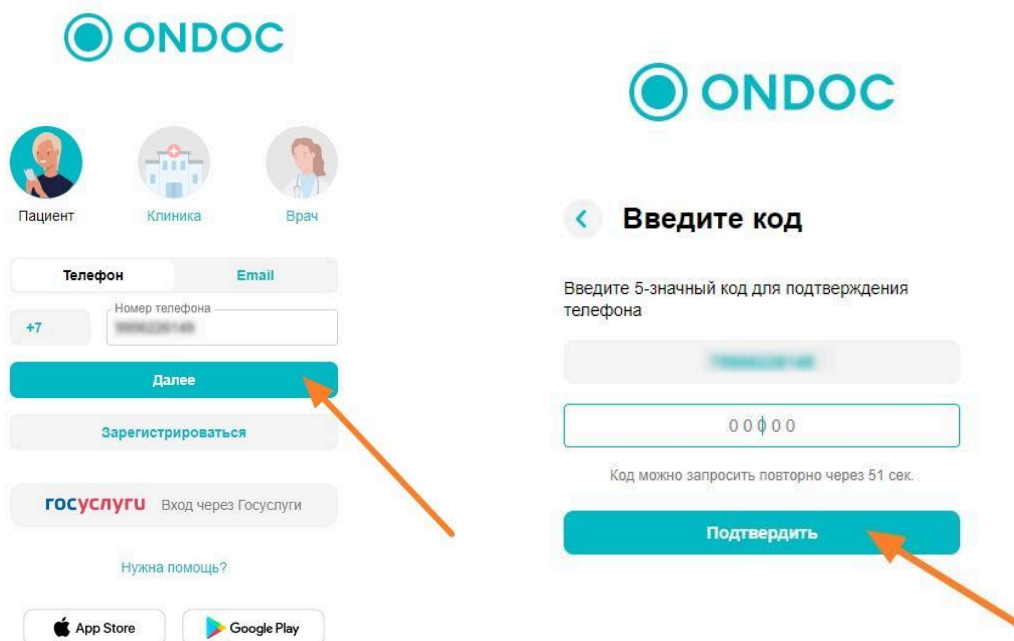 ONDOC
Пациент
Клиника
Врач
Телефон
Email
+7
Номер телефона
Далее
Зарегистрироваться
госуслуги Вход через Госуслуги
Нужна помощь?
App Store
Google Play
ONDOC
Введите код
Введите 5-значный код для подтверждения
телефона
00000
Код можно запросить повторно через 51 сек.
Подтвердить